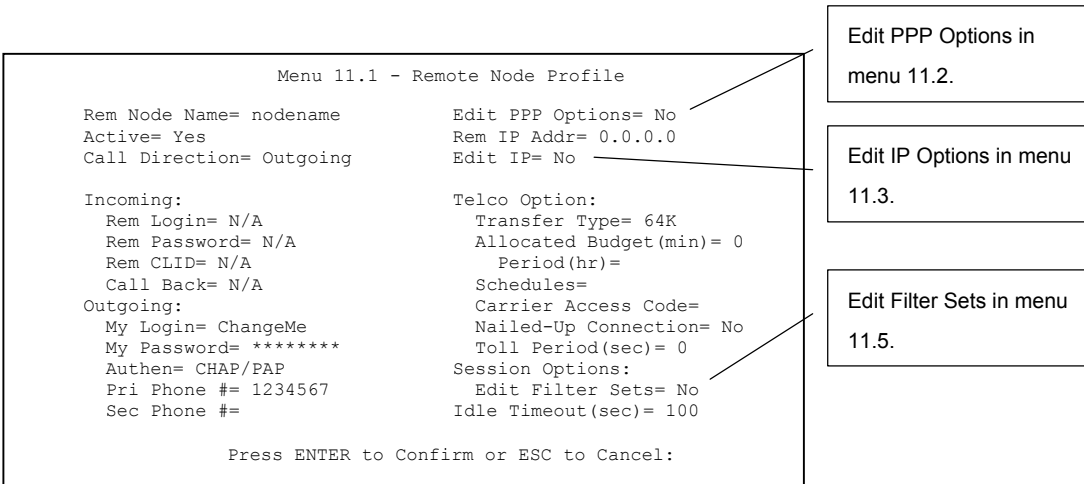 Edit PPP Options in
menu 11.2.
Menu 11.1 - Remote Node Profile
Rem Node Name= nodename Edit PPP Options= No
Active= Yes Rem IP Addr= 0.0.0.0
Call Direction= Outgoing Edit IP= No
Edit IP Options in menu
11.3.
Incoming: Telco Option:
Rem Login= N/A Transfer Type= 64K
Rem Password= N/A Allocated Budget(min)= 0
Rem CLID= N/A Period(hr)=
Call Back= N/A Schedules=
Outgoing: Carrier Access Code=
My Login= ChangeMe Nailed-Up Connection= No
My Password= ******** Toll Period(sec)= 0
Authen= CHAP/PAP Session Options:
Pri Phone #= 1234567 Edit Filter Sets= No
Sec Phone #= Idle Timeout(sec)= 100
Edit Filter Sets in menu
11.5.
Press ENTER to Confirm or ESC to Cancel: